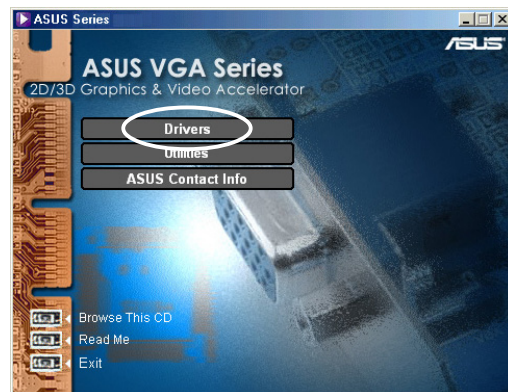 ASUS Series
ASUS
ASUS VGA Series
2D/3D Graphics & Video Accelerator
Drivers
Utilities
ASUS Contact Info
Browse This CD
Read Me
Exit